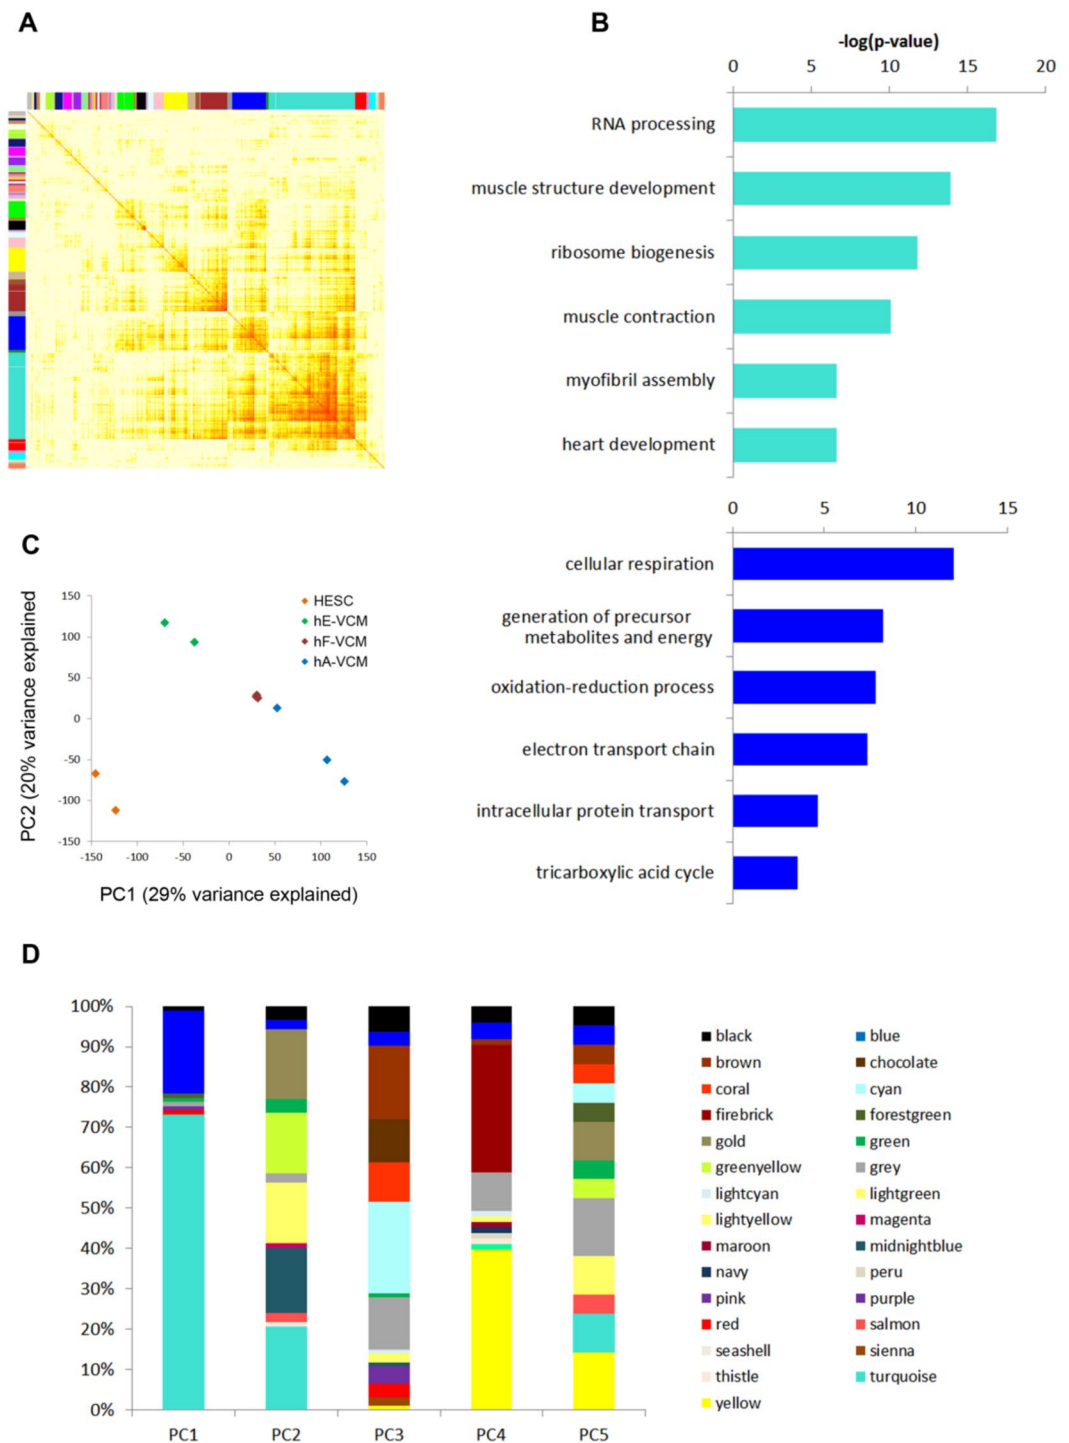 A
B
-log(p-value)
0 5 10 15 20
RNA processing
muscle structure development
ribosome biogenesis
muscle contraction
myofibril assembly
heart development
0 5 10 15
cellular respiration
generation of precursor
metabolites and energy
oxidation-reduction process
electron transport chain
intracellular protein transport
tricarboxylic acid cycle
C
PC2 (20% variance explained)
150
100
50
0
-50
-100
-150
-150 -100 -50 0 50 100 150
PC1 (29% variance explained)
HESC
hE-VCM
hF-VCM
hA-VCM
D
100%
90%
80%
70%
60%
50%
40%
30%
20%
10%
0%
PC1 PC2 PC3 PC4 PC5
black blue
brown chocolate
coral cyan
firebrick forestgreen
gold green
greenyellow grey
lightcyan lightgreen
lightyellow magenta
maroon midnightblue
navy peru
pink purple
red salmon
seashell sienna
thistle turquoise
yellow